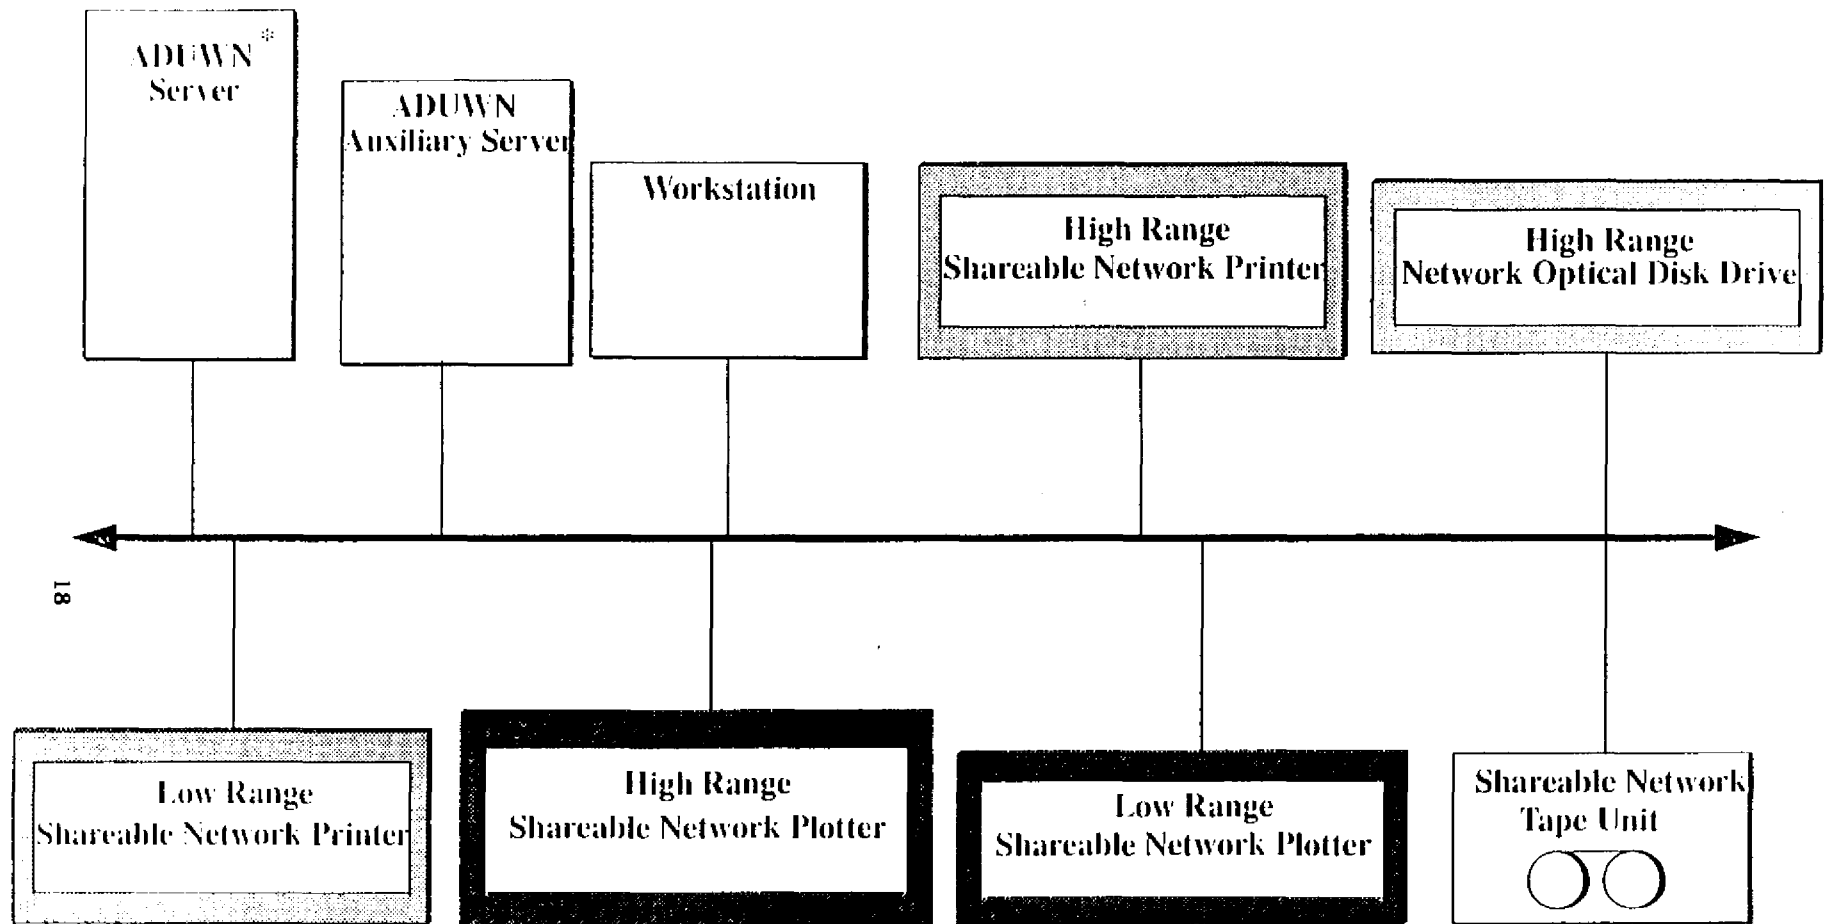 ADUWN *
Server
ADUWN
Auxiliary Server
Workstation
High Range
Shareable Network Printer
High Range
Network Optical Disk Drive
18
Low Range
Shareable Network Printer
High Range
Shareable Network Plotter
Low Range
Shareable Network Plotter
Shareable Network
Tape Unit